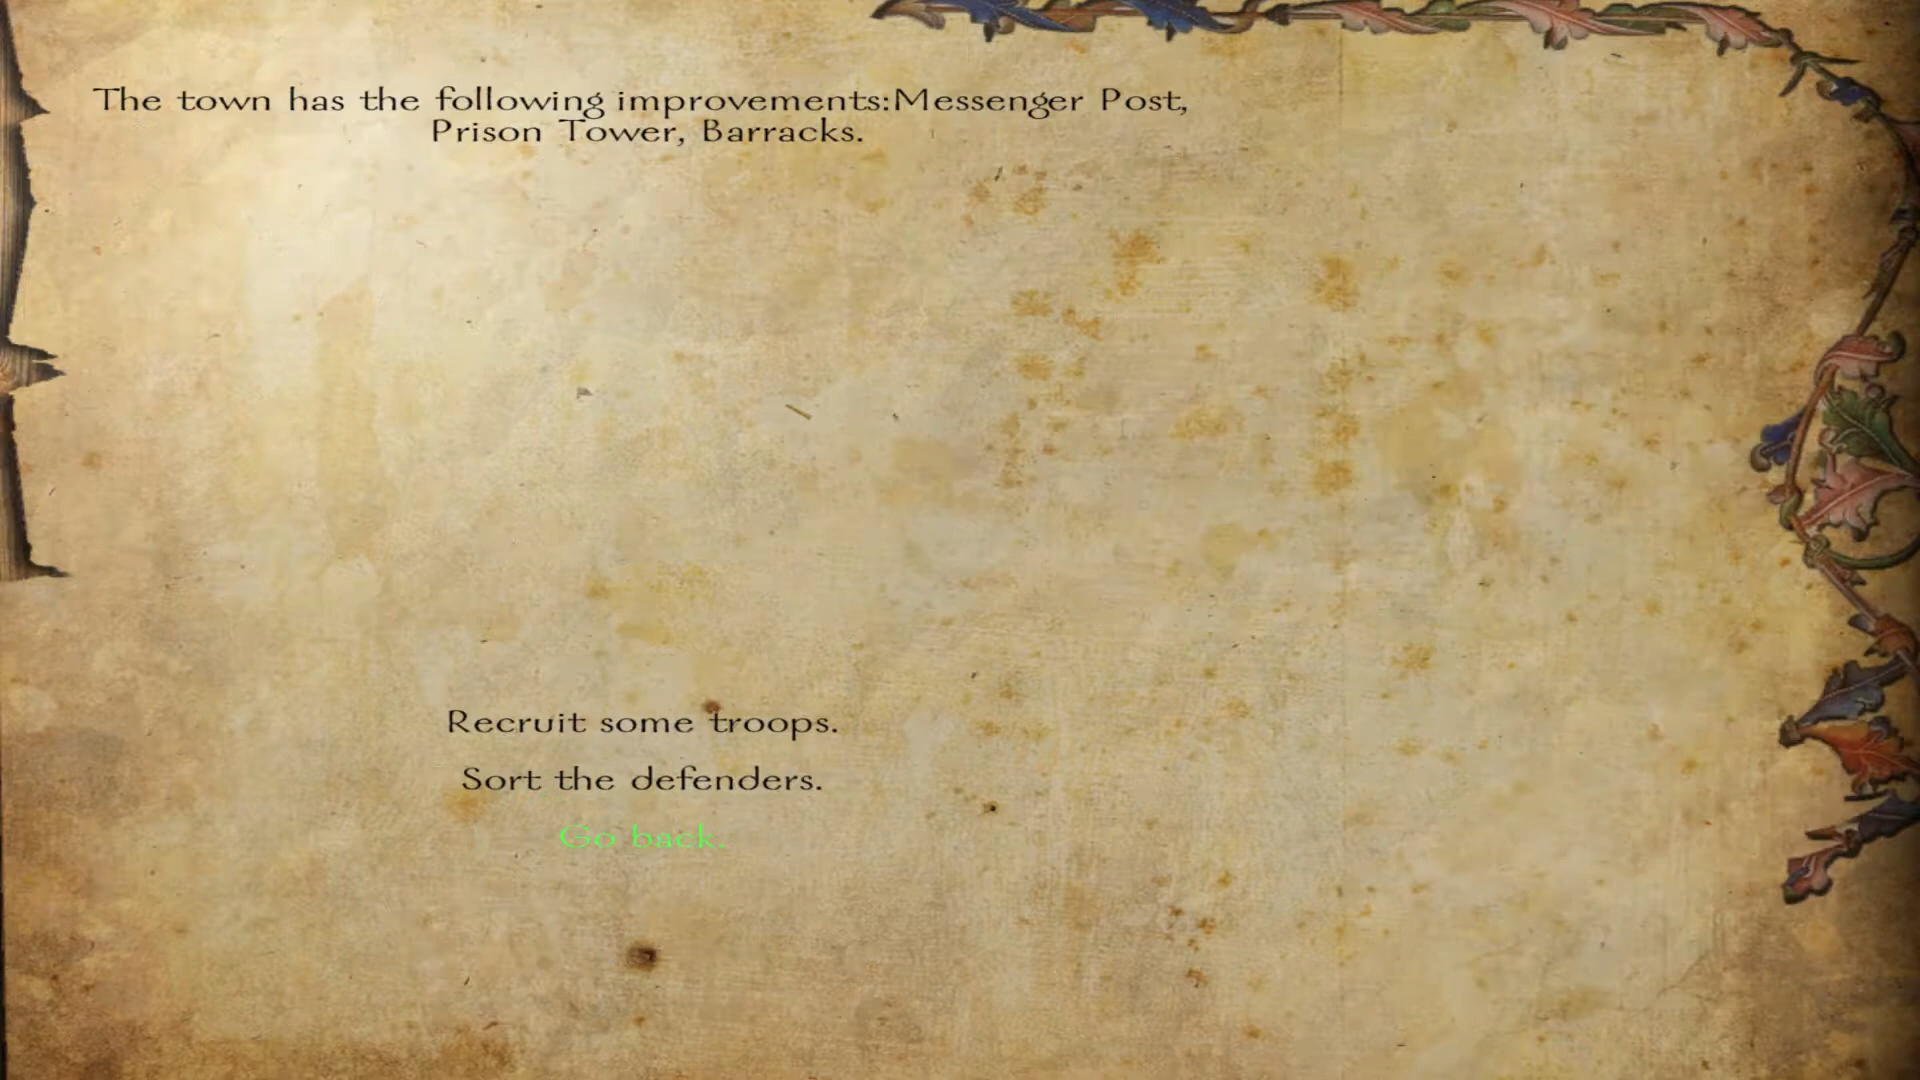 The town has the following improvements:Messenger Post,
Prison Tower, Barracks.
Recruit some troops.
Sort the defenders.
Go back.